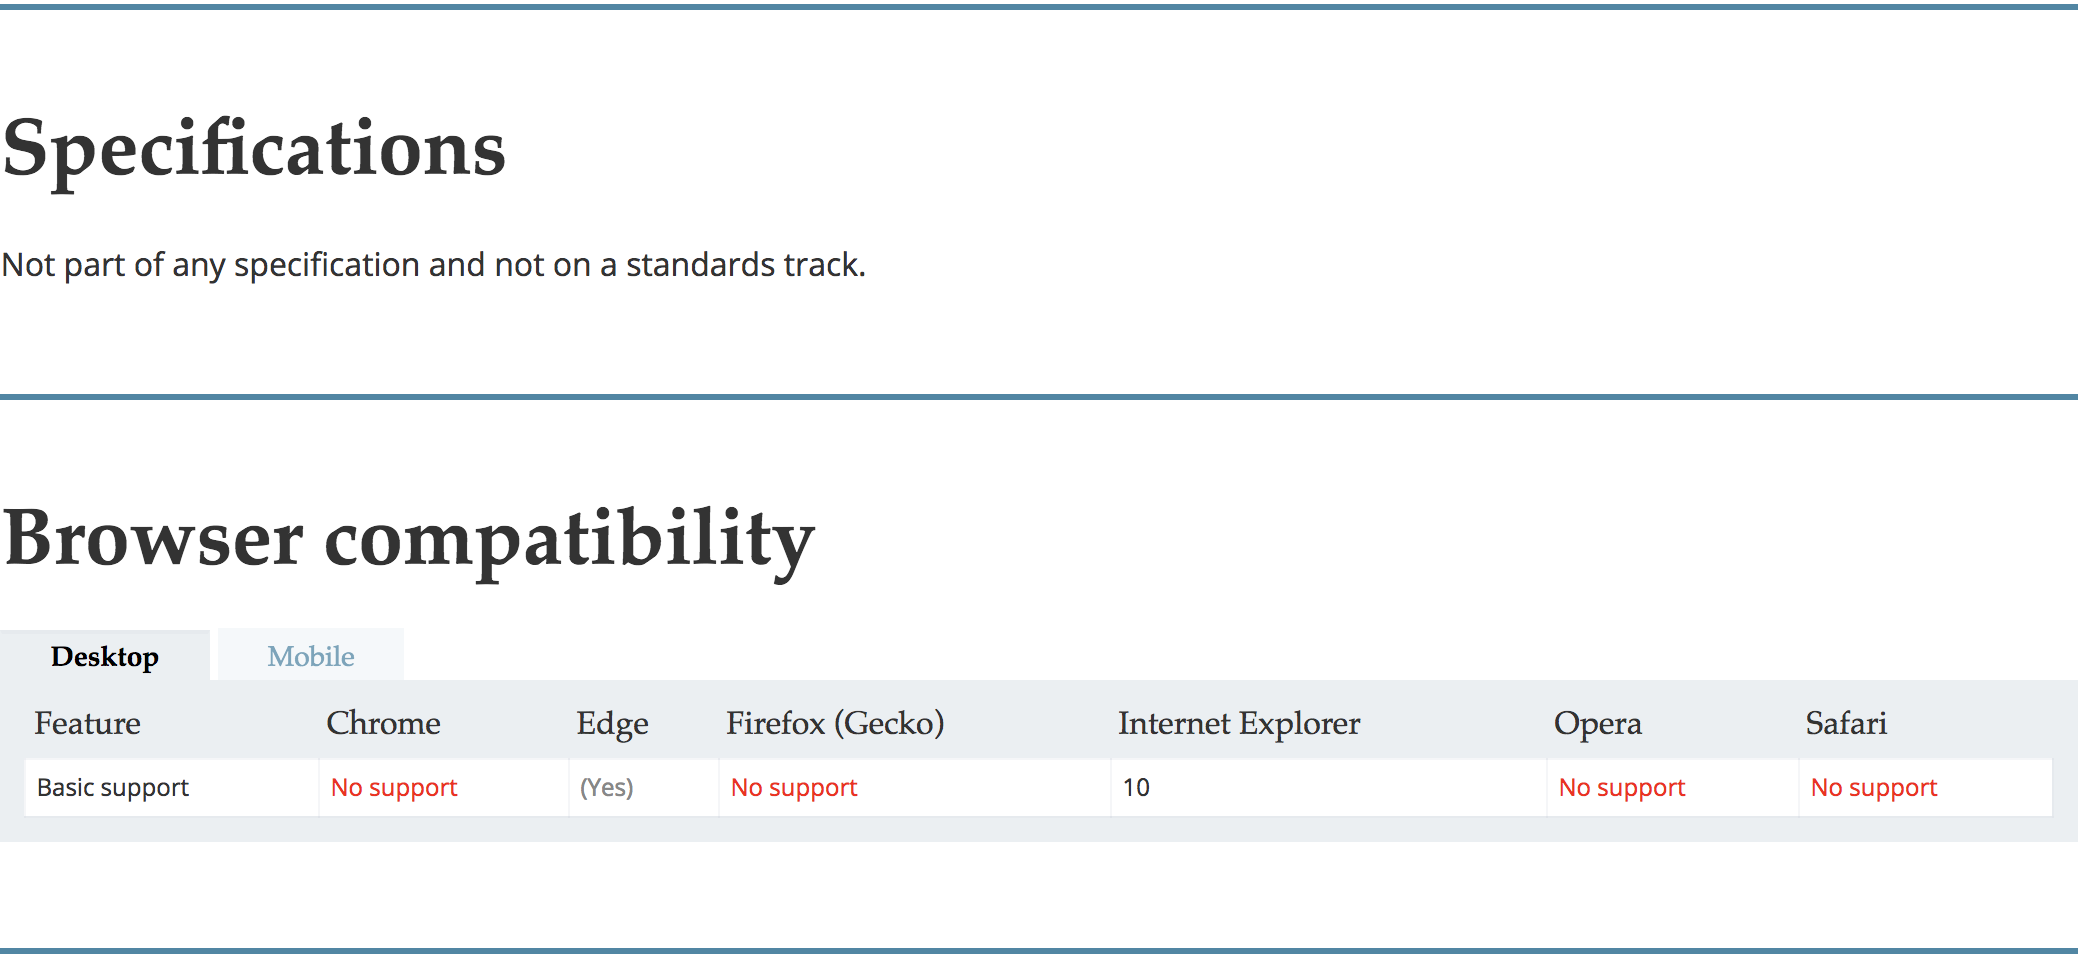 Specifications
Not part of any specification and not on a standards track.
Browser compatibility
Desktop Mobile
Feature Chrome Edge Firefox (Gecko) Internet Explorer Opera Safari
Basic support No support (Yes) No support 10 No support No support